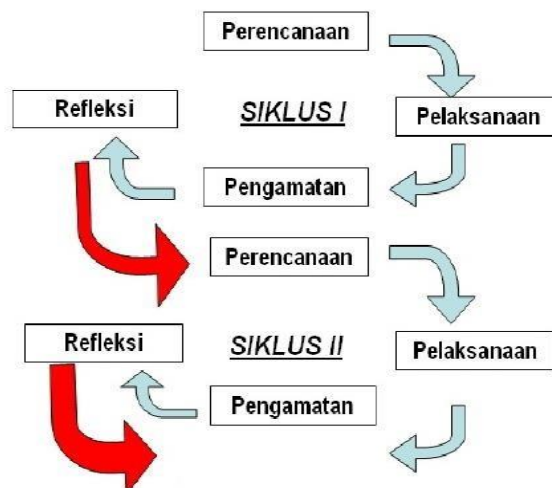 Perencanaan
Refleksi
SIKLUS I
Pelaksanaan
Pengamatan
Perencanaan
Refleksi
SIKLUS II
Pelaksanaan
Pengamatan